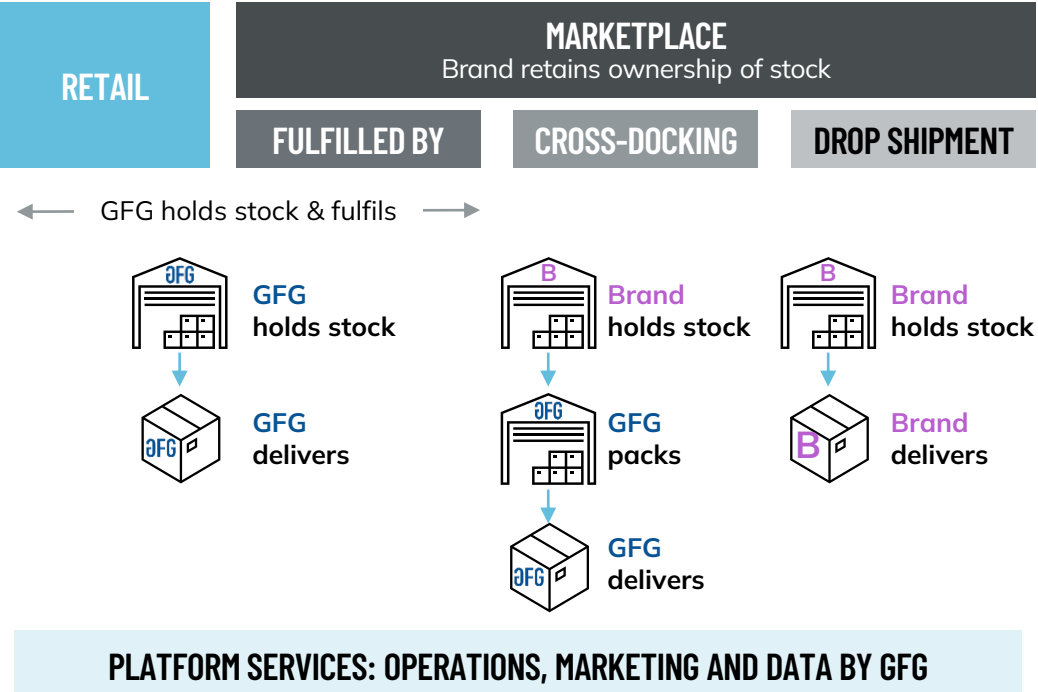 RETAIL
MARKETPLACE
Brand retains ownership of stock
FULFILLED BY
CROSS-DOCKING
DROP SHIPMENT
GFG holds stock & fulfils
GFG
GFG
holds stock
GFG
GFG
delivers
B
Brand
holds stock
GFG
GFG
packs
GFG
GFG
delivers
B
Brand
holds stock
B
Brand
delivers
PLATFORM SERVICES: OPERATIONS, MARKETING AND DATA BY GFG